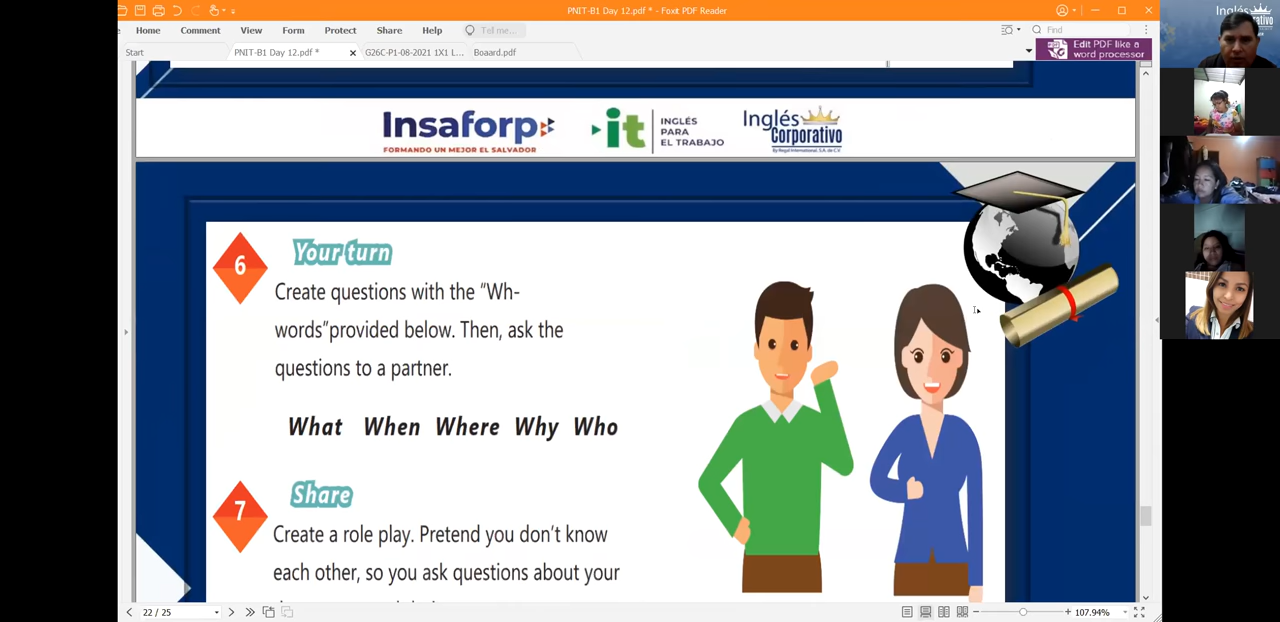 PNIT-B1 Day 12.pdf * - Foxit PDF Reader
Home Comment View Form Protect Share Help Tell me... Find
Start PNIT-B1 Day 12.pdf * G26C-P1-08-2021 1X1 L... Boaard.pdf
Edit PDF like a
word processor
Insaforp
FORMANDO UN MEJOR EL SALVADOR
it
INGLÉS
PARA
EL TRABAJO
Inglés
Corporativo
By Regal International, S.A. de C.V.
Inglés
6
Your turn
Create questions with the “Wh-
words”provided below. Then, ask the
questions to a partner.
What When Where Why Who
7
Share
Create a role play. Pretend you don’t know
each other, so you ask questions about your
22 / 25
107.94%